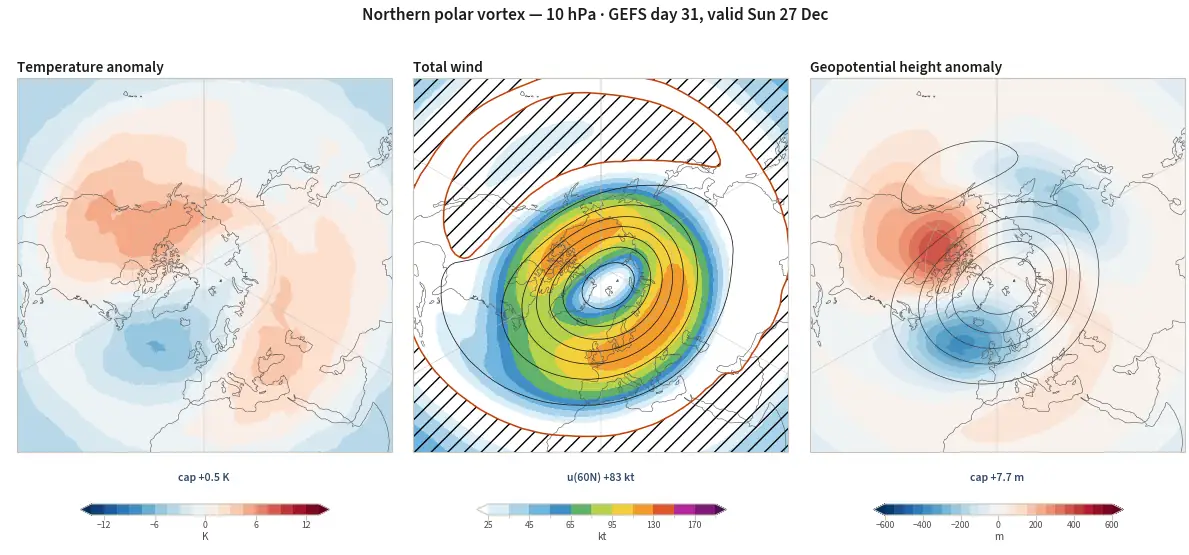 Northern polar vortex — 10 hPa · GEFS day 31, valid Sun 27 Dec
Temperature anomaly
Total wind
Geopotential height anomaly
cap +0.5 K
u(60N) +83 kt
cap +7.7 m
−12 −6 0 6 12
K
25 45 65 95 130 170
kt
−600 −400 −200 0 200 400 600
m